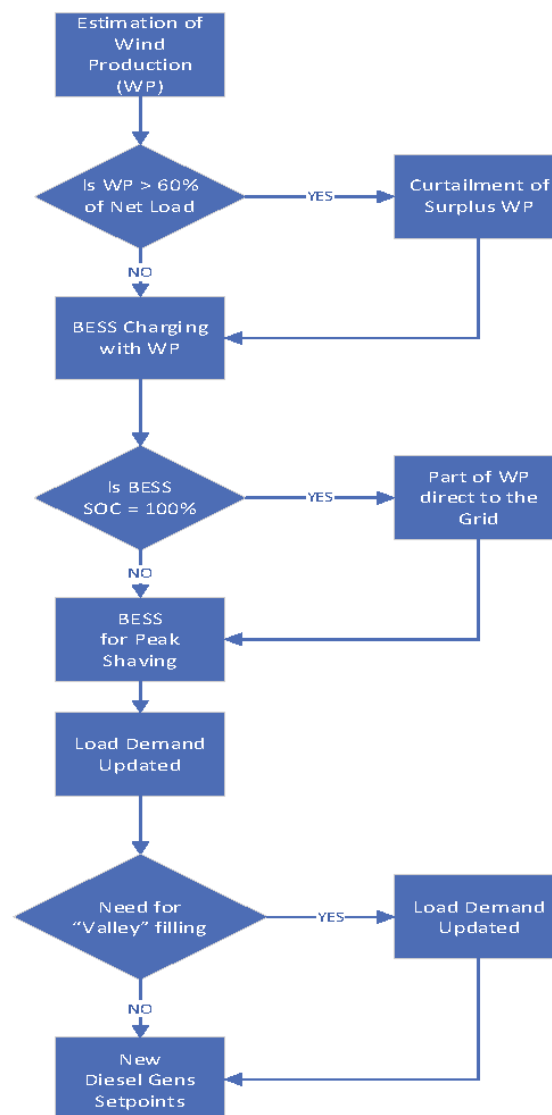 Estimation of
Wind
Production
(WP)
Is WP > 60%
of Net Load
YES
Curtailment of
Surplus WP
NO
BESS Charging
with WP
Is BESS
SOC = 100%
YES
Part of WP
direct to the
Grid
NO
BESS
for Peak
Shaving
Load Demand
Updated
Need for
“Valley” filling
YES
Load Demand
Updated
NO
New
Diesel Gens
Setpoints